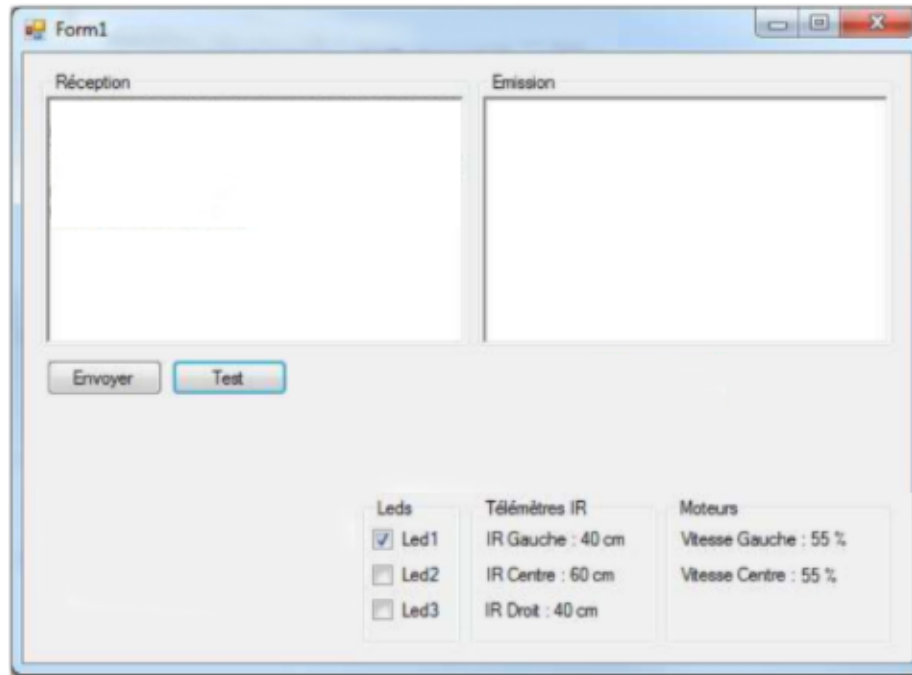 Form1
Réception
Emission
Envoyer
Test
Leds
Led1
Led2
Led3
Télémètres IR
IR Gauche : 40 cm
IR Centre : 60 cm
IR Droit : 40 cm
Moteurs
Vitesse Gauche : 55 %
Vitesse Centre : 55 %